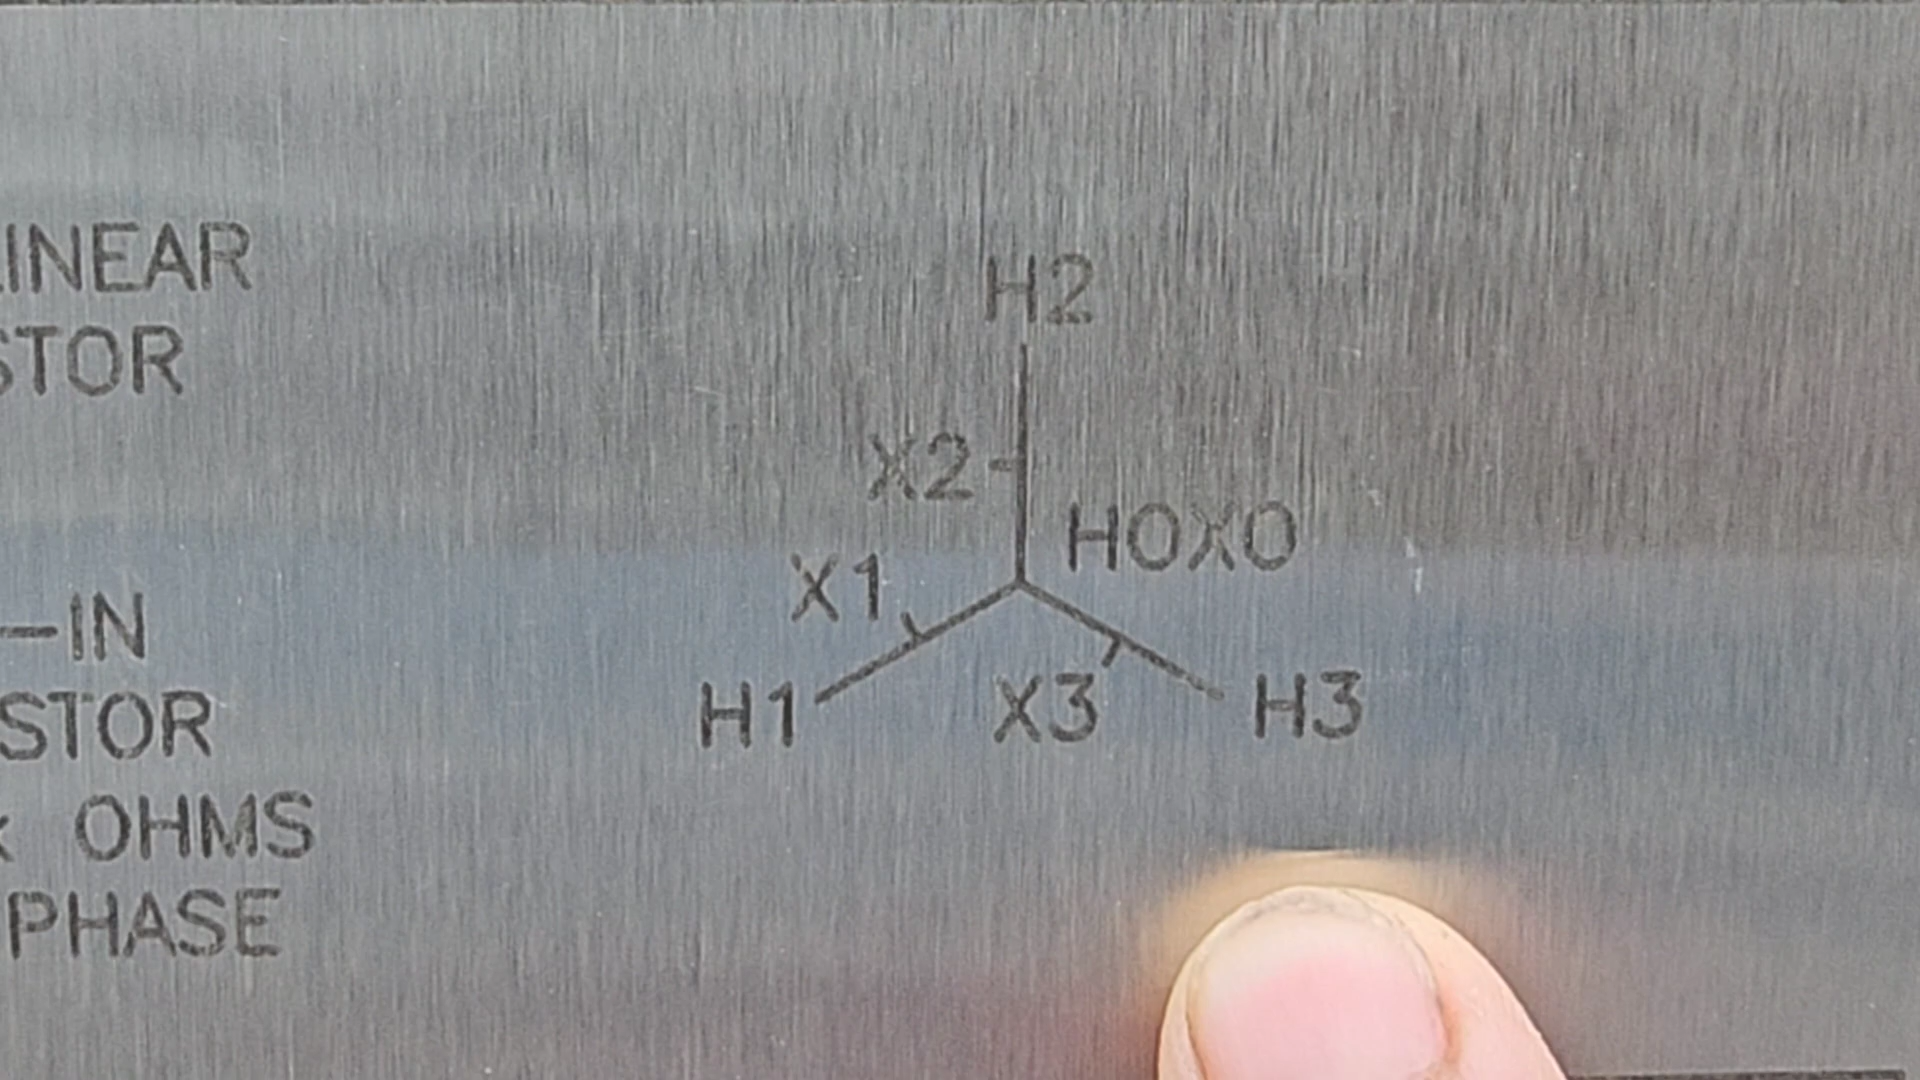 LINEAR
STOR
-IN
STOR
OHMS
PHASE
H2
X2
HOXO
X1
H1
X3
H3